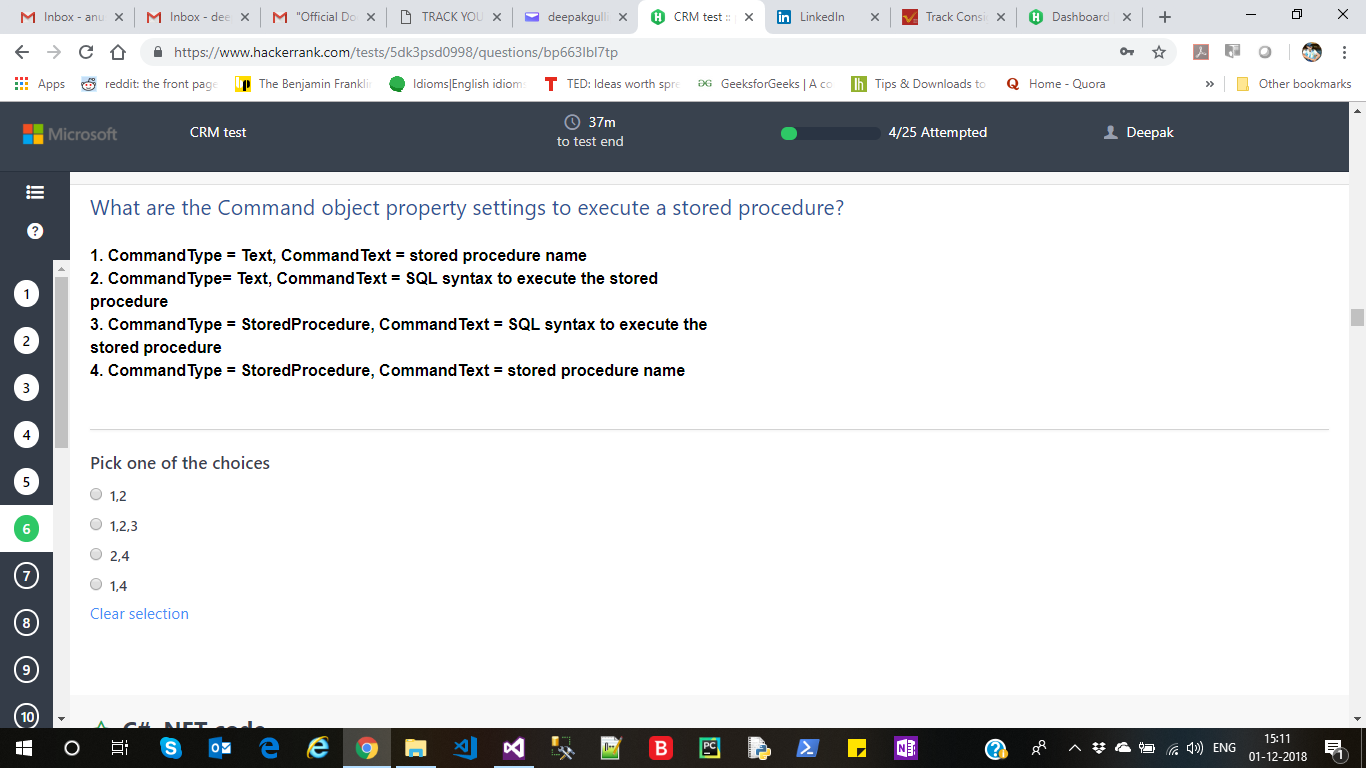 Inbox - anu
Inbox - dee
"Official Do
TRACK YOU
deepakgulli
CRM test ::
LinkedIn
Track Consi
Dashboard
https://www.hackerrank.com/tests/5dk3psd0998/questions/bp663lbl7tp
Apps
reddit: the front page
The Benjamin Franklin
Idioms|English idiom
TED: Ideas worth spre
GeeksforGeeks | A co
Tips & Downloads to
Home - Quora
»
Other bookmarks
Microsoft
CRM test
37m
to test end
4/25 Attempted
Deepak
What are the Command object property settings to execute a stored procedure?
1. CommandType = Text, CommandText = stored procedure name
2. CommandType= Text, CommandText = SQL syntax to execute the stored
procedure
3. CommandType = StoredProcedure, CommandText = SQL syntax to execute the
stored procedure
4. CommandType = StoredProcedure, CommandText = stored procedure name
Pick one of the choices
1,2
1,2,3
2,4
1,4
Clear selection
?
1
2
3
4
5
6
7
8
9
10
C# .NET code
ENG
15:11
01-12-2018
1